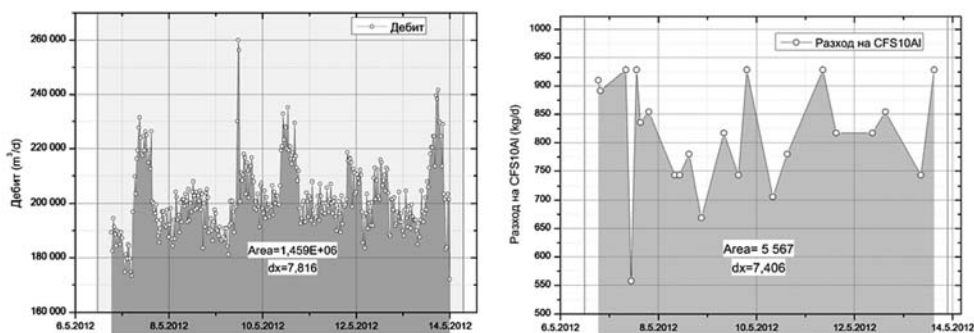 Дебит
260 000
240 000
220 000
200 000
180 000
160 000
Дебит (m³/d)
Area=1,459E+06
dx=7,816
6.5.2012 8.5.2012 10.5.2012 12.5.2012 14.5.2012
Разход на CFS10Al
1000
950
900
850
800
750
700
650
600
550
500
Разход на CFS10Al (kg/d)
Area= 5 567
dx=7,406
6.5.2012 8.5.2012 10.5.2012 12.5.2012 14.5.2012